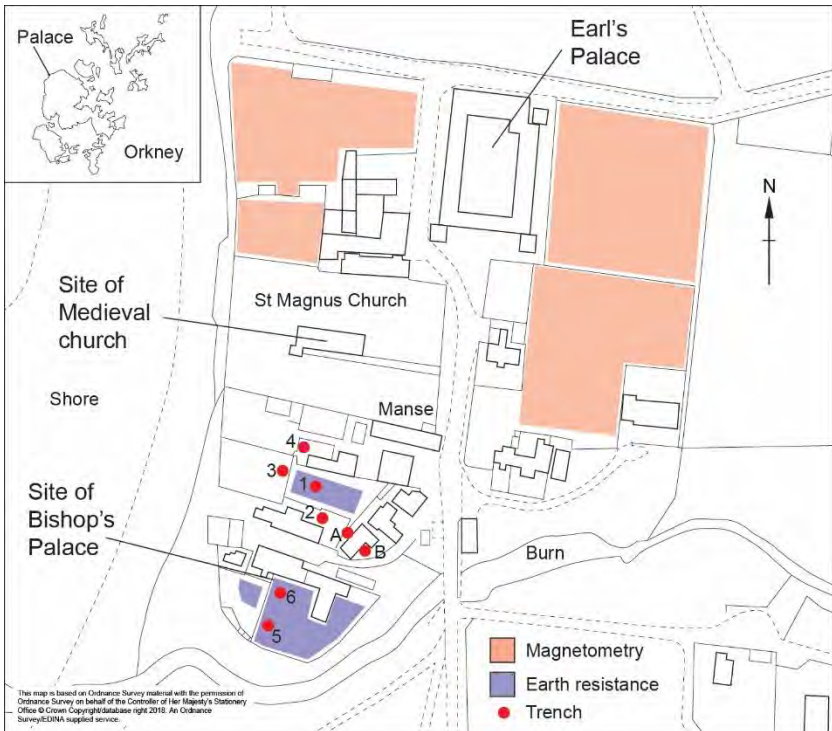 Palace
Orkney
Earl's
Palace
N
Site of
Medieval
church
St Magnus Church
Shore
Manse
4
3
1
2
A
B
Site of
Bishop's
Palace
6
5
Burn
Magnetometry
Earth resistance
Trench
This map is based on Ordnance Survey material with the permission of
Ordnance Survey on behalf of the Controller of Her Majesty's Stationery
Office © Crown Copyright/database right 2018. An Ordnance
Survey/EDINA supplied service.